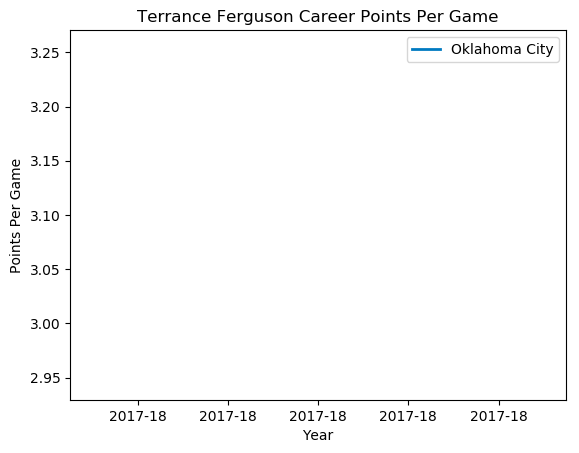 Terrance Ferguson Career Points Per Game
Oklahoma City
3.25
3.20
3.15
3.10
3.05
3.00
2.95
Points Per Game
2017-18 2017-18 2017-18 2017-18 2017-18
Year